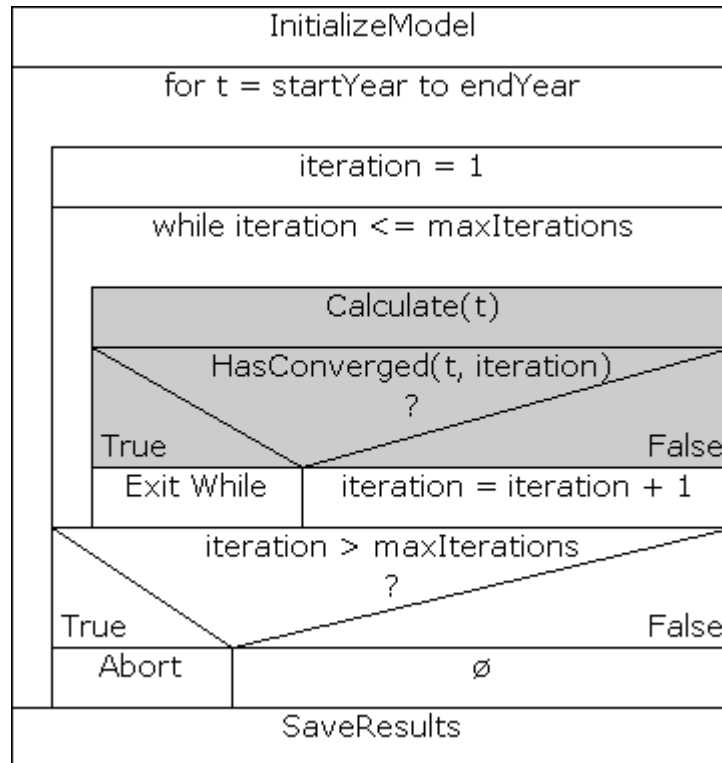 InitializeModel
for t = startYear to endYear
iteration = 1
while iteration <= maxIterations
Calculate(t)
HasConverged(t, iteration)
?
True False
Exit While iteration = iteration + 1
iteration > maxIterations
?
True False
Abort ø
SaveResults